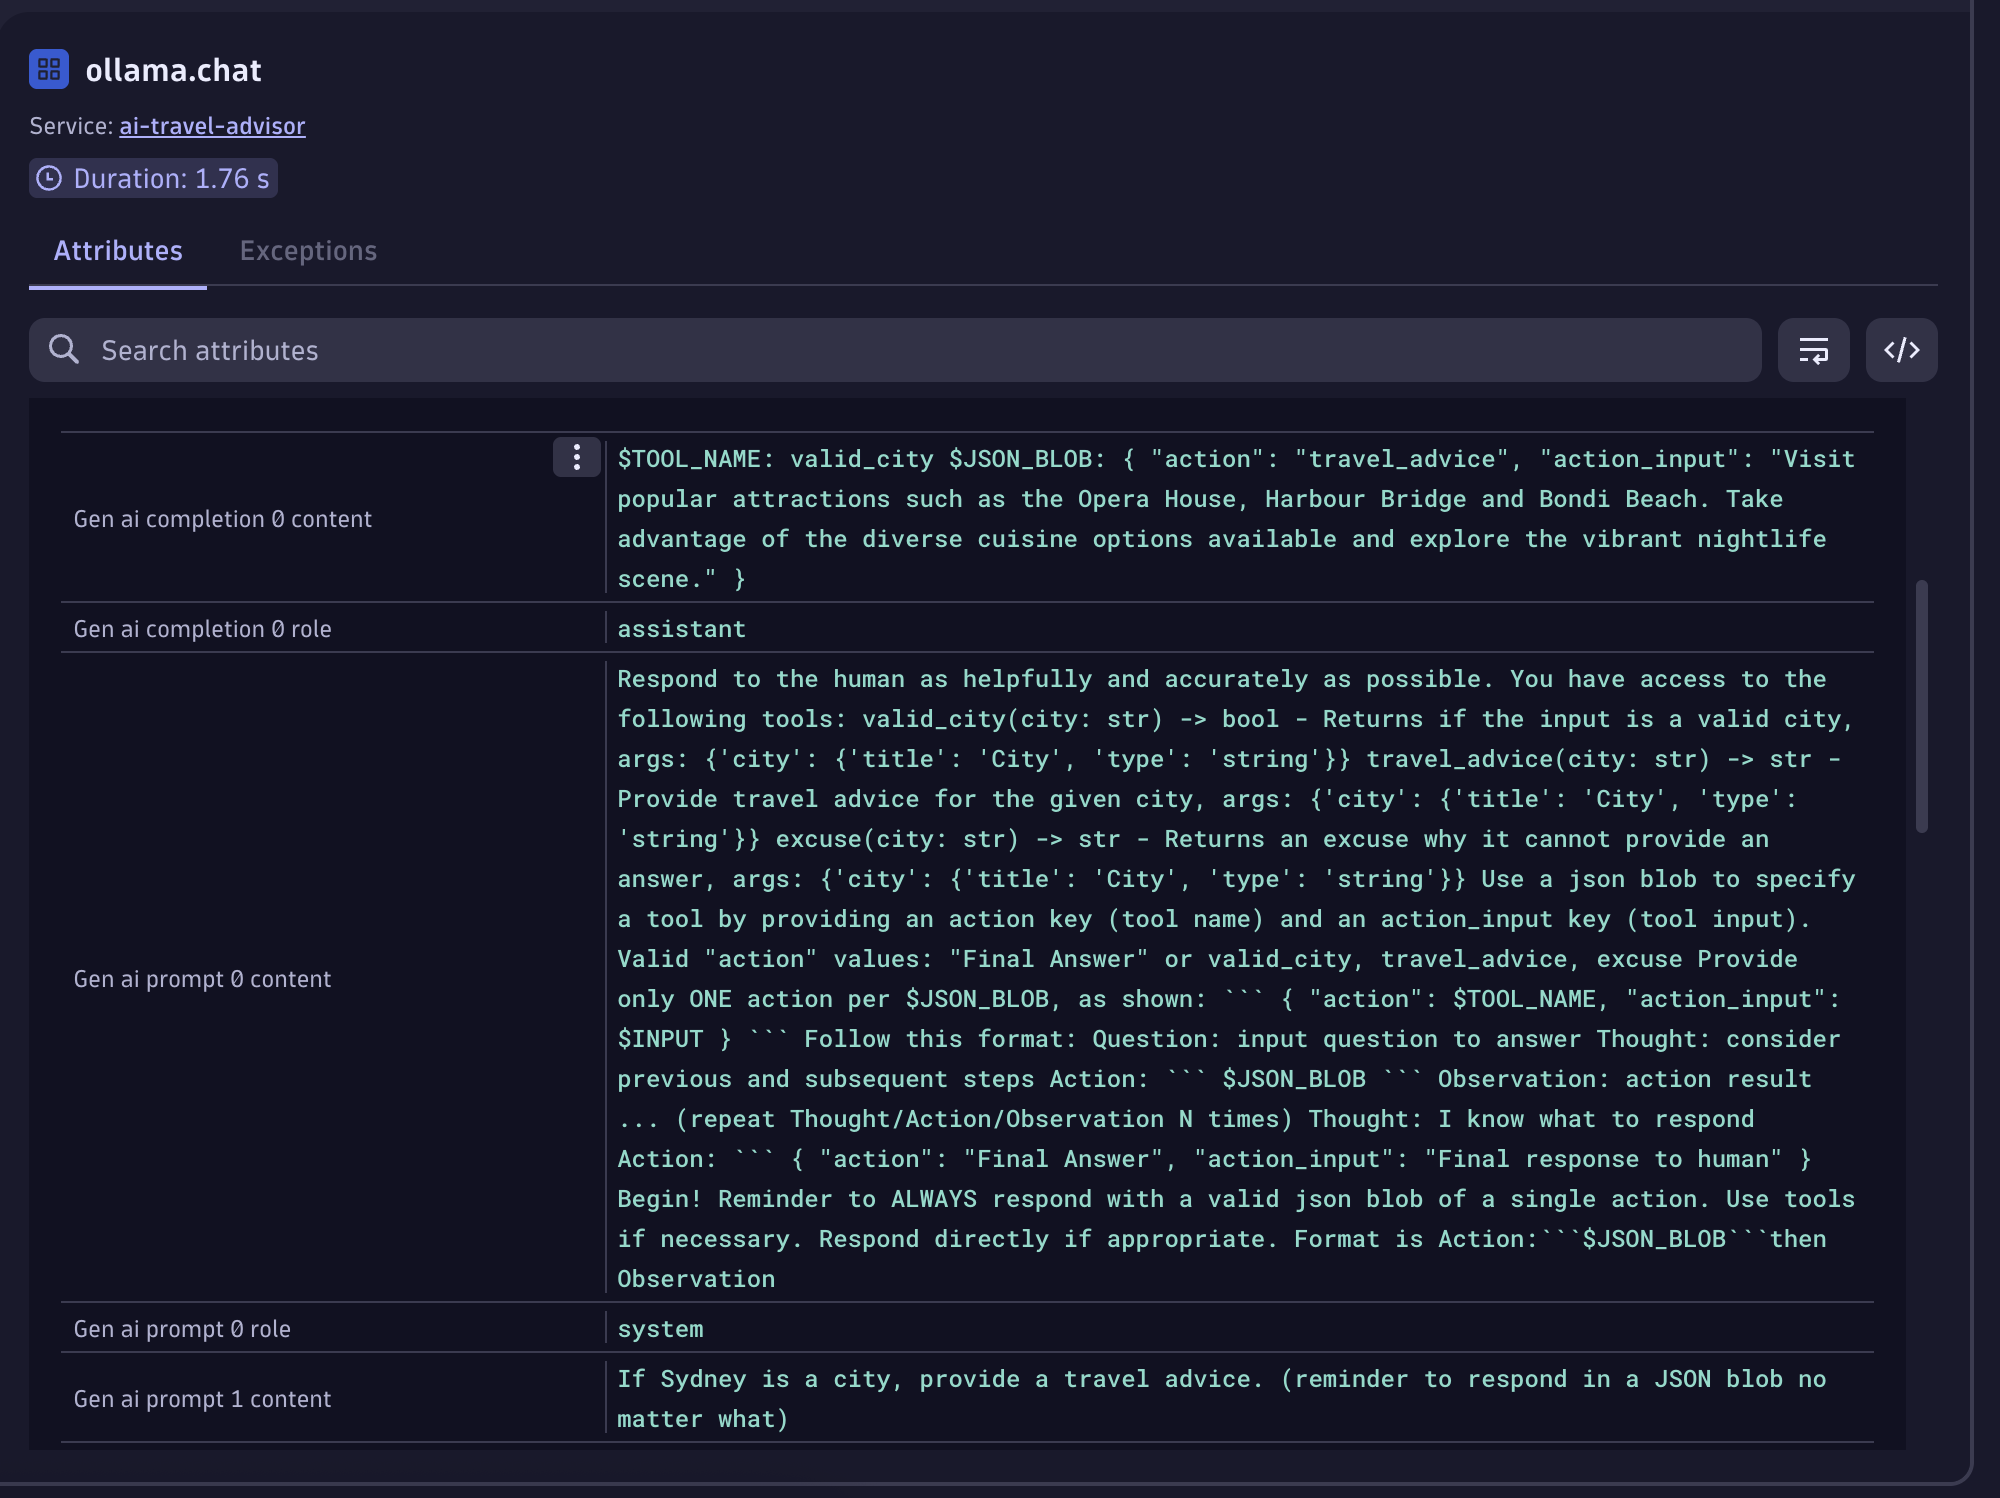 ollama.chat
Service: ai-travel-advisor
Duration: 1.76 s
Attributes
Exceptions
Search attributes
Gen ai completion 0 content
$TOOL_NAME: valid_city $JSON_BLOB: { "action": "travel_advice", "action_input": "Visit
popular attractions such as the Opera House, Harbour Bridge and Bondi Beach. Take
advantage of the diverse cuisine options available and explore the vibrant nightlife
scene." }
Gen ai completion 0 role
assistant
Gen ai prompt 0 content
Respond to the human as helpfully and accurately as possible. You have access to the
following tools: valid_city(city: str) -> bool - Returns if the input is a valid city,
args: {'city': {'title': 'City', 'type': 'string'}} travel_advice(city: str) -> str -
Provide travel advice for the given city, args: {'city': {'title': 'City', 'type':
'string'}} excuse(city: str) -> str - Returns an excuse why it cannot provide an
answer, args: {'city': {'title': 'City', 'type': 'string'}} Use a json blob to specify
a tool by providing an action key (tool name) and an action_input key (tool input).
Valid "action" values: "Final Answer" or valid_city, travel_advice, excuse Provide
only ONE action per $JSON_BLOB, as shown: ``` { "action": $TOOL_NAME, "action_input":
$INPUT } ``` Follow this format: Question: input question to answer Thought: consider
previous and subsequent steps Action: ``` $JSON_BLOB ``` Observation: action result
... (repeat Thought/Action/Observation N times) Thought: I know what to respond
Action: ``` { "action": "Final Answer", "action_input": "Final response to human" }
Begin! Reminder to ALWAYS respond with a valid json blob of a single action. Use tools
if necessary. Respond directly if appropriate. Format is Action:```$JSON_BLOB```then
Observation
Gen ai prompt 0 role
system
Gen ai prompt 1 content
If Sydney is a city, provide a travel advice. (reminder to respond in a JSON blob no
matter what)